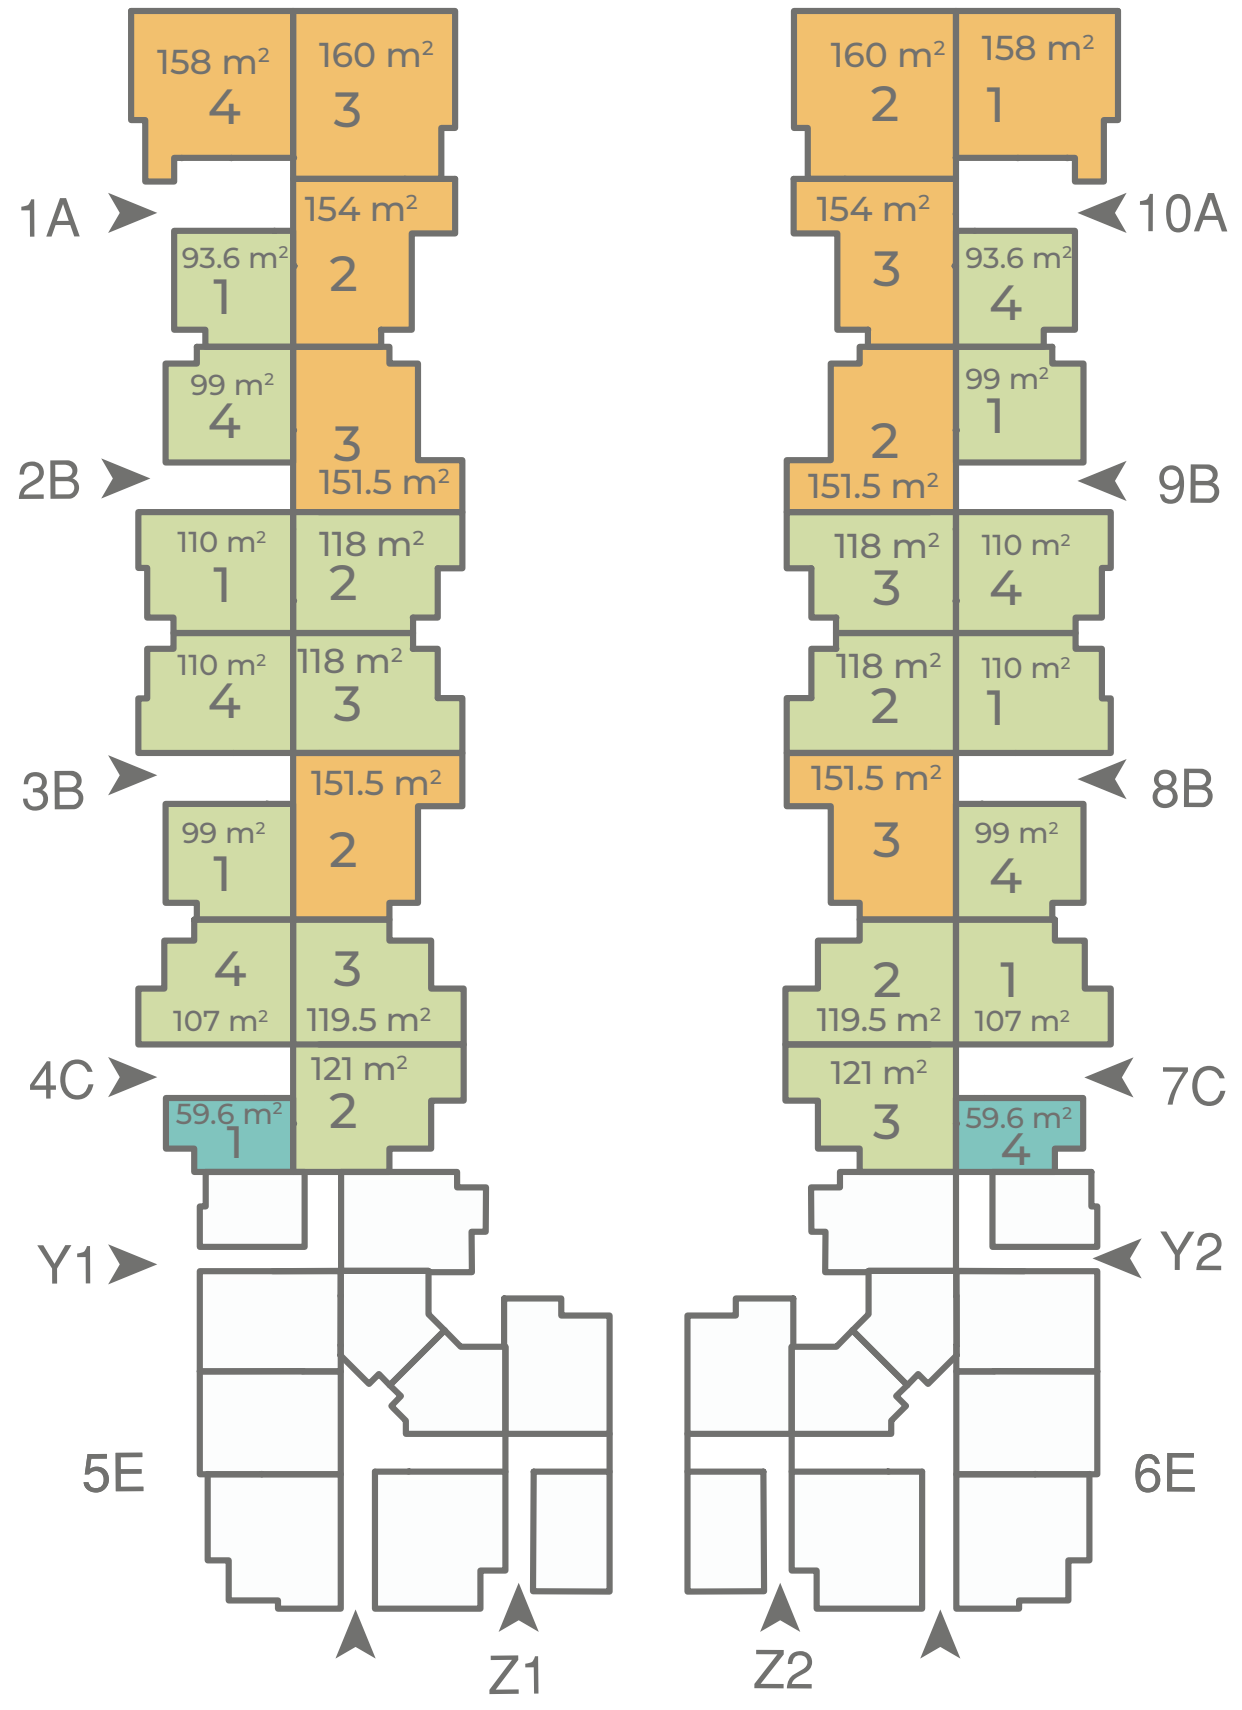 158 m²
4
160 m²
3
1A
154 m²
2
93.6 m²
1
99 m²
4
3
151.5 m²
2B
110 m²
1
118 m²
2
110 m²
4
118 m²
3
3B
151.5 m²
2
99 m²
1
4
107 m²
3
119.5 m²
4C
121 m²
2
59.6 m²
1
Y1
5E
Z1
160 m²
2
158 m²
1
154 m²
3
10A
93.6 m²
4
99 m²
1
2
151.5 m²
9B
118 m²
3
110 m²
4
118 m²
2
110 m²
1
151.5 m²
3
8B
99 m²
4
2
119.5 m²
1
107 m²
7C
121 m²
3
59.6 m²
4
Y2
6E
Z2